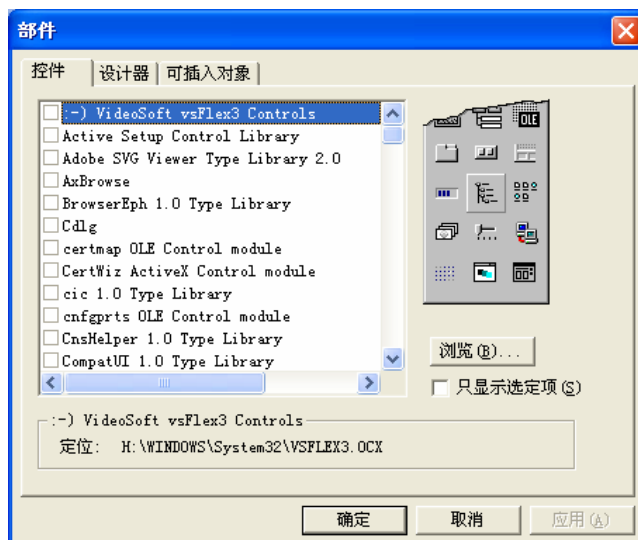 部件
控件 设计器 可插入对象
:-) VideoSoft vsFlex3 Controls
Active Setup Control Library
Adobe SVG Viewer Type Library 2.0
AxBrowse
BrowserEph 1.0 Type Library
Cdlg
certmap OLE Control module
CertWiz ActiveX Control module
cic 1.0 Type Library
cnfgprts OLE Control module
CnsHelper 1.0 Type Library
CompatUI 1.0 Type Library
OLE
浏览(B)...
只显示选定项(S)
:-) VideoSoft vsFlex3 Controls
定位: H:\WINDOWS\System32\VSFLEX3.OCX
确定 取消 应用(A)